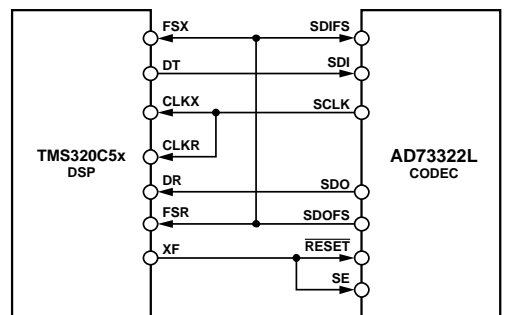 FSX SDIFS
DT SDI
CLKX SCLK
CLKR
TMS320C5x
DSP
AD73322L
CODEC
DR SDO
FSR SDOFS
XF RESET
SE